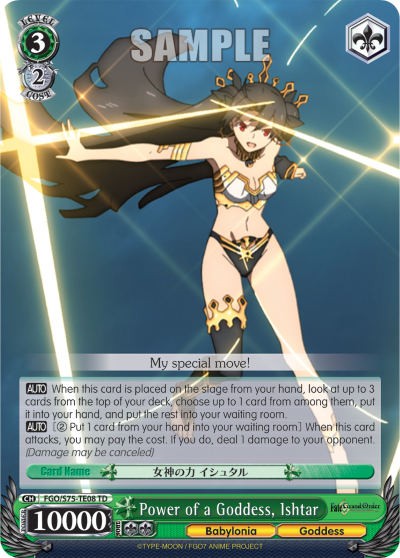 LEVEL
3
SAMPLE
2
COST
My special move!
AUTO When this card is placed on the stage from your hand, look at up to 3
cards from the top of your deck, choose up to 1 card from among them, put
it into your hand, and put the rest into your waiting room.
AUTO [② Put 1 card from your hand into your waiting room] When this card
attacks, you may pay the cost. If you do, deal 1 damage to your opponent.
(Damage may be canceled)
Card Name 女神の力 イシュタル
CH FGO/S75-TE08 TD
Power of a Goddess, Ishtar
Fate Grand Order
10000
Babylonia Goddess
©TYPE-MOON / FGO7 ANIME PROJECT